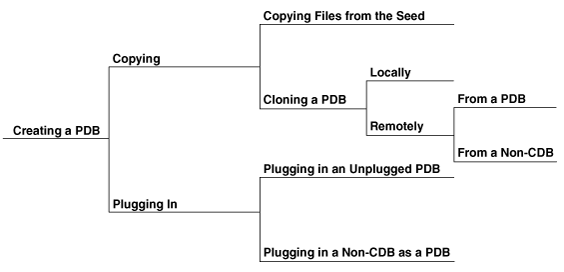 Copying Files from the Seed
Copying
Locally
Cloning a PDB
From a PDB
Creating a PDB
Remotely
From a Non-CDB
Plugging in an Unplugged PDB
Plugging In
Plugging in a Non-CDB as a PDB